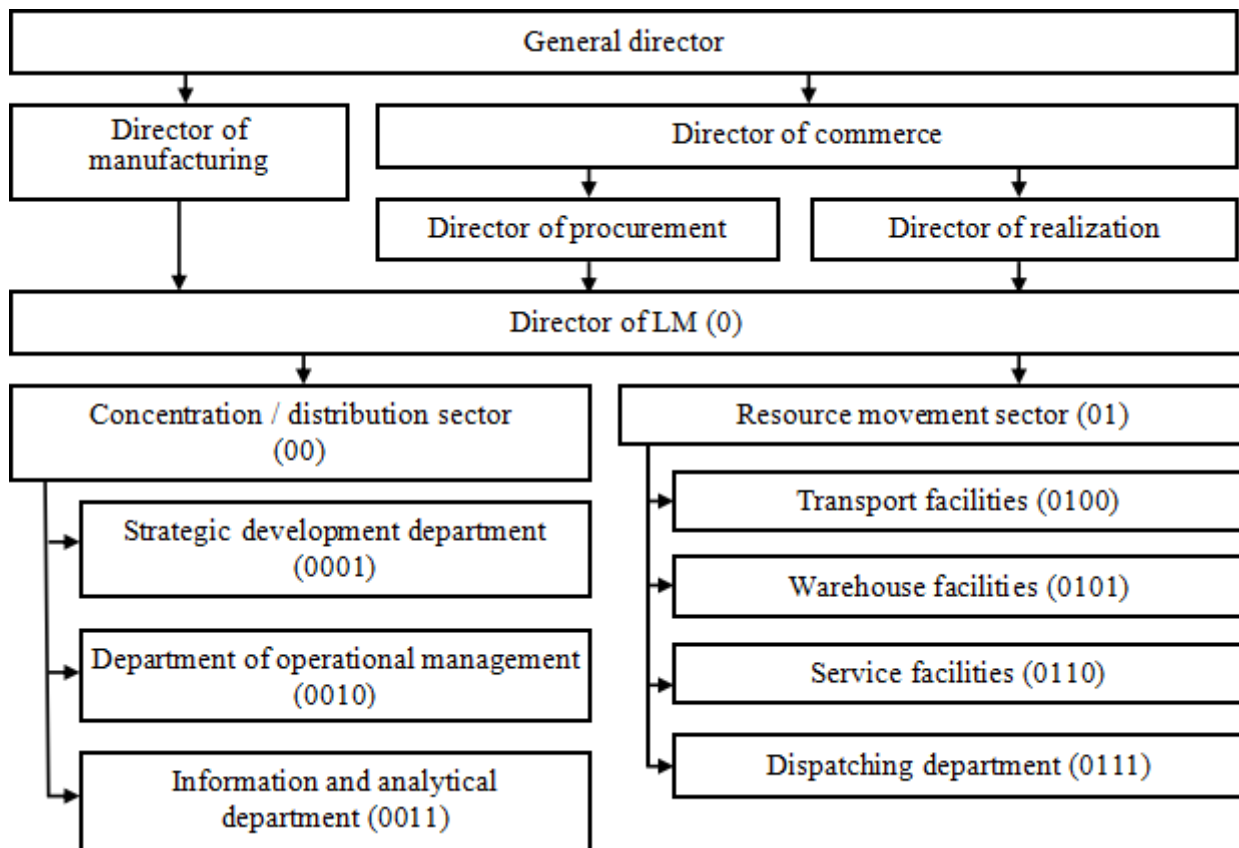 General director
Director of
manufacturing
Director of commerce
Director of procurement
Director of realization
Director of LM (0)
Concentration / distribution sector
(00)
Strategic development department
(0001)
Department of operational management
(0010)
Information and analytical
department (0011)
Resource movement sector (01)
Transport facilities (0100)
Warehouse facilities (0101)
Service facilities (0110)
Dispatching department (0111)